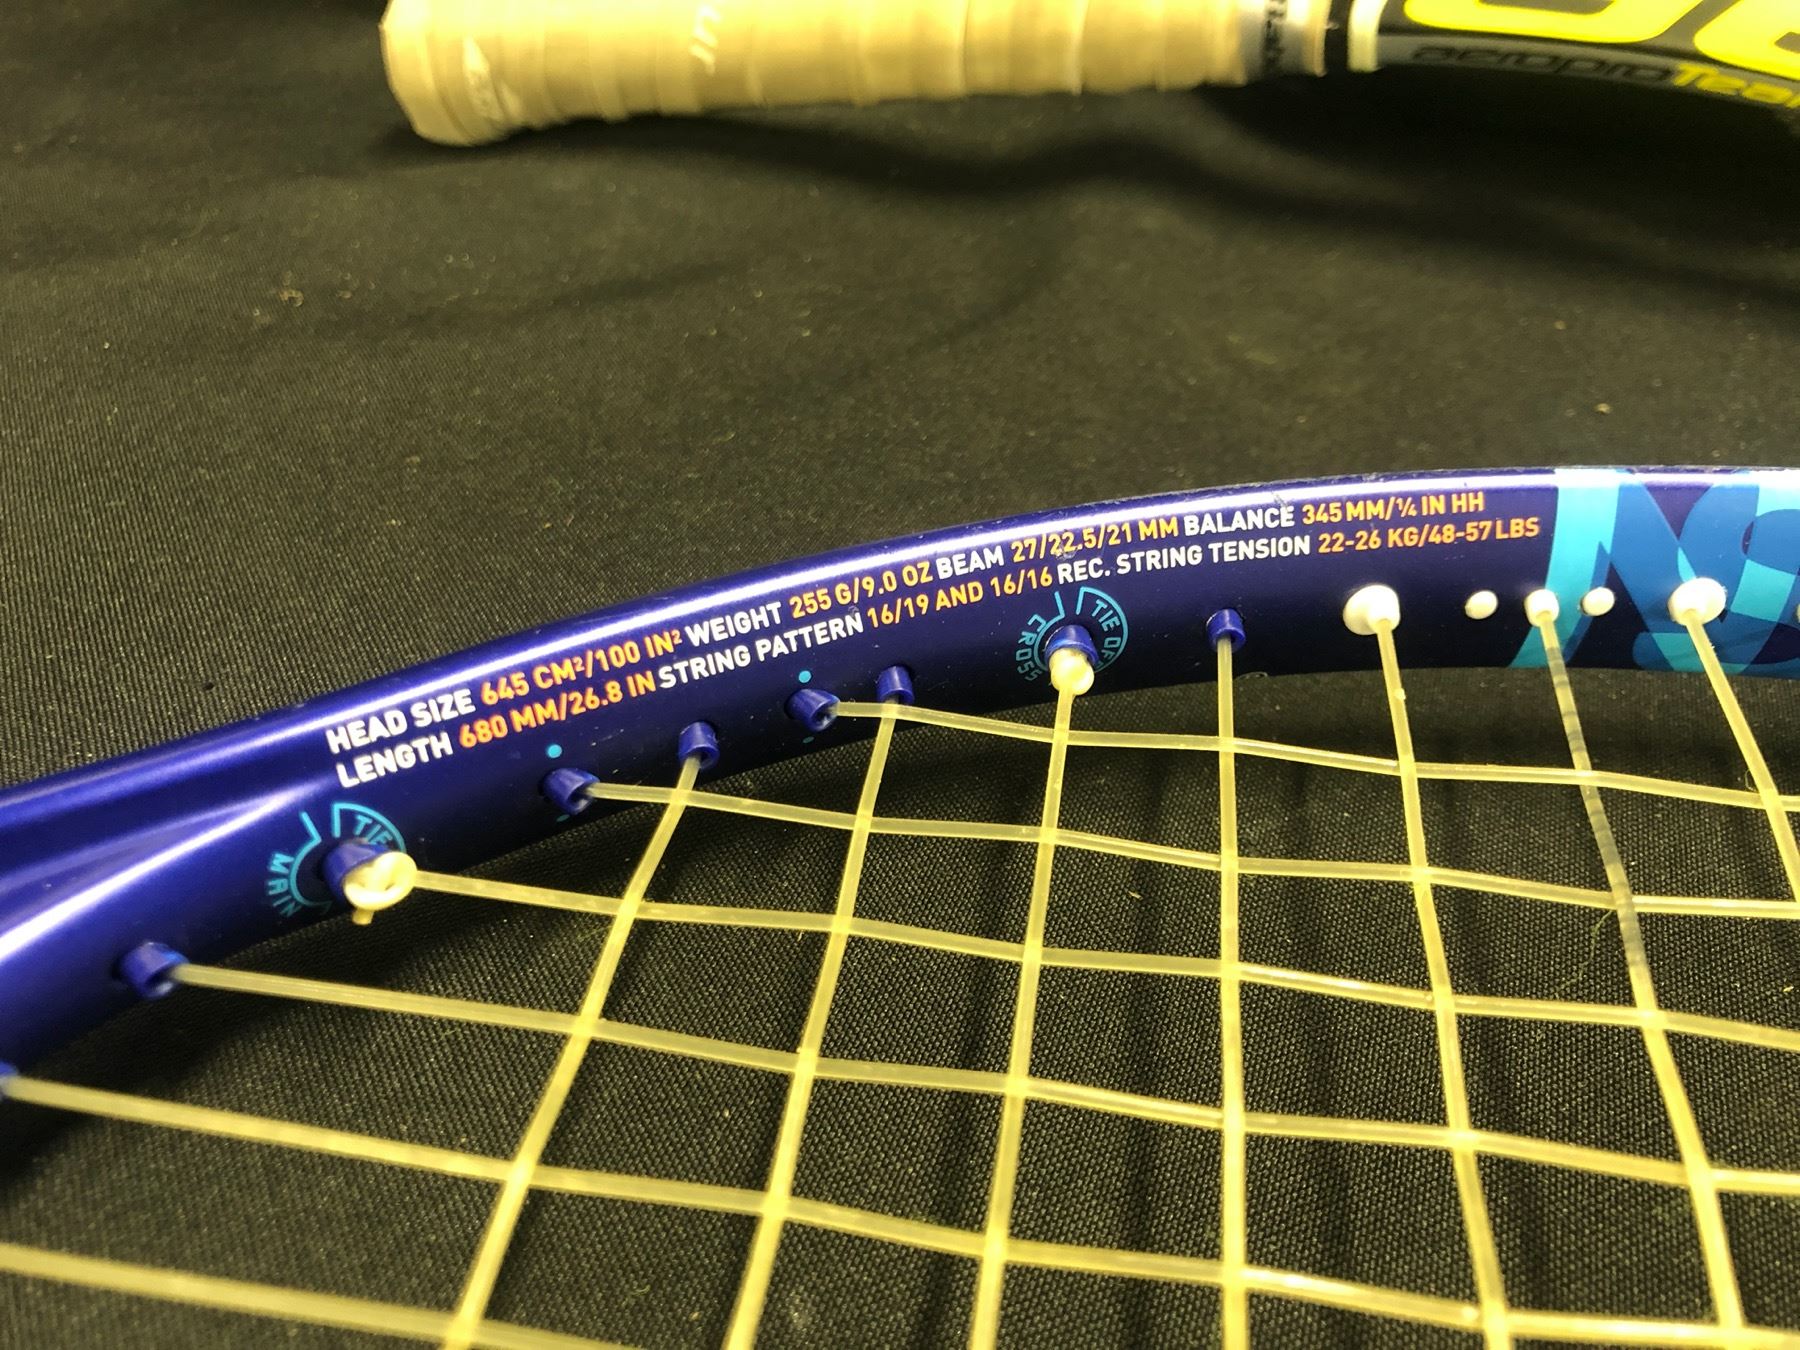 aeroproTeam
HEAD SIZE 645 CM²/100 IN² WEIGHT 255 G/9.0 OZ BEAM 27/22.5/21 MM BALANCE 345 MM/¼ IN HH
LENGTH 680 MM/26.8 IN STRING PATTERN 16/19 AND 16/16 REC. STRING TENSION 22-26 KG/48-57 LBS
TIE OFF CROSS
TIE MAIN